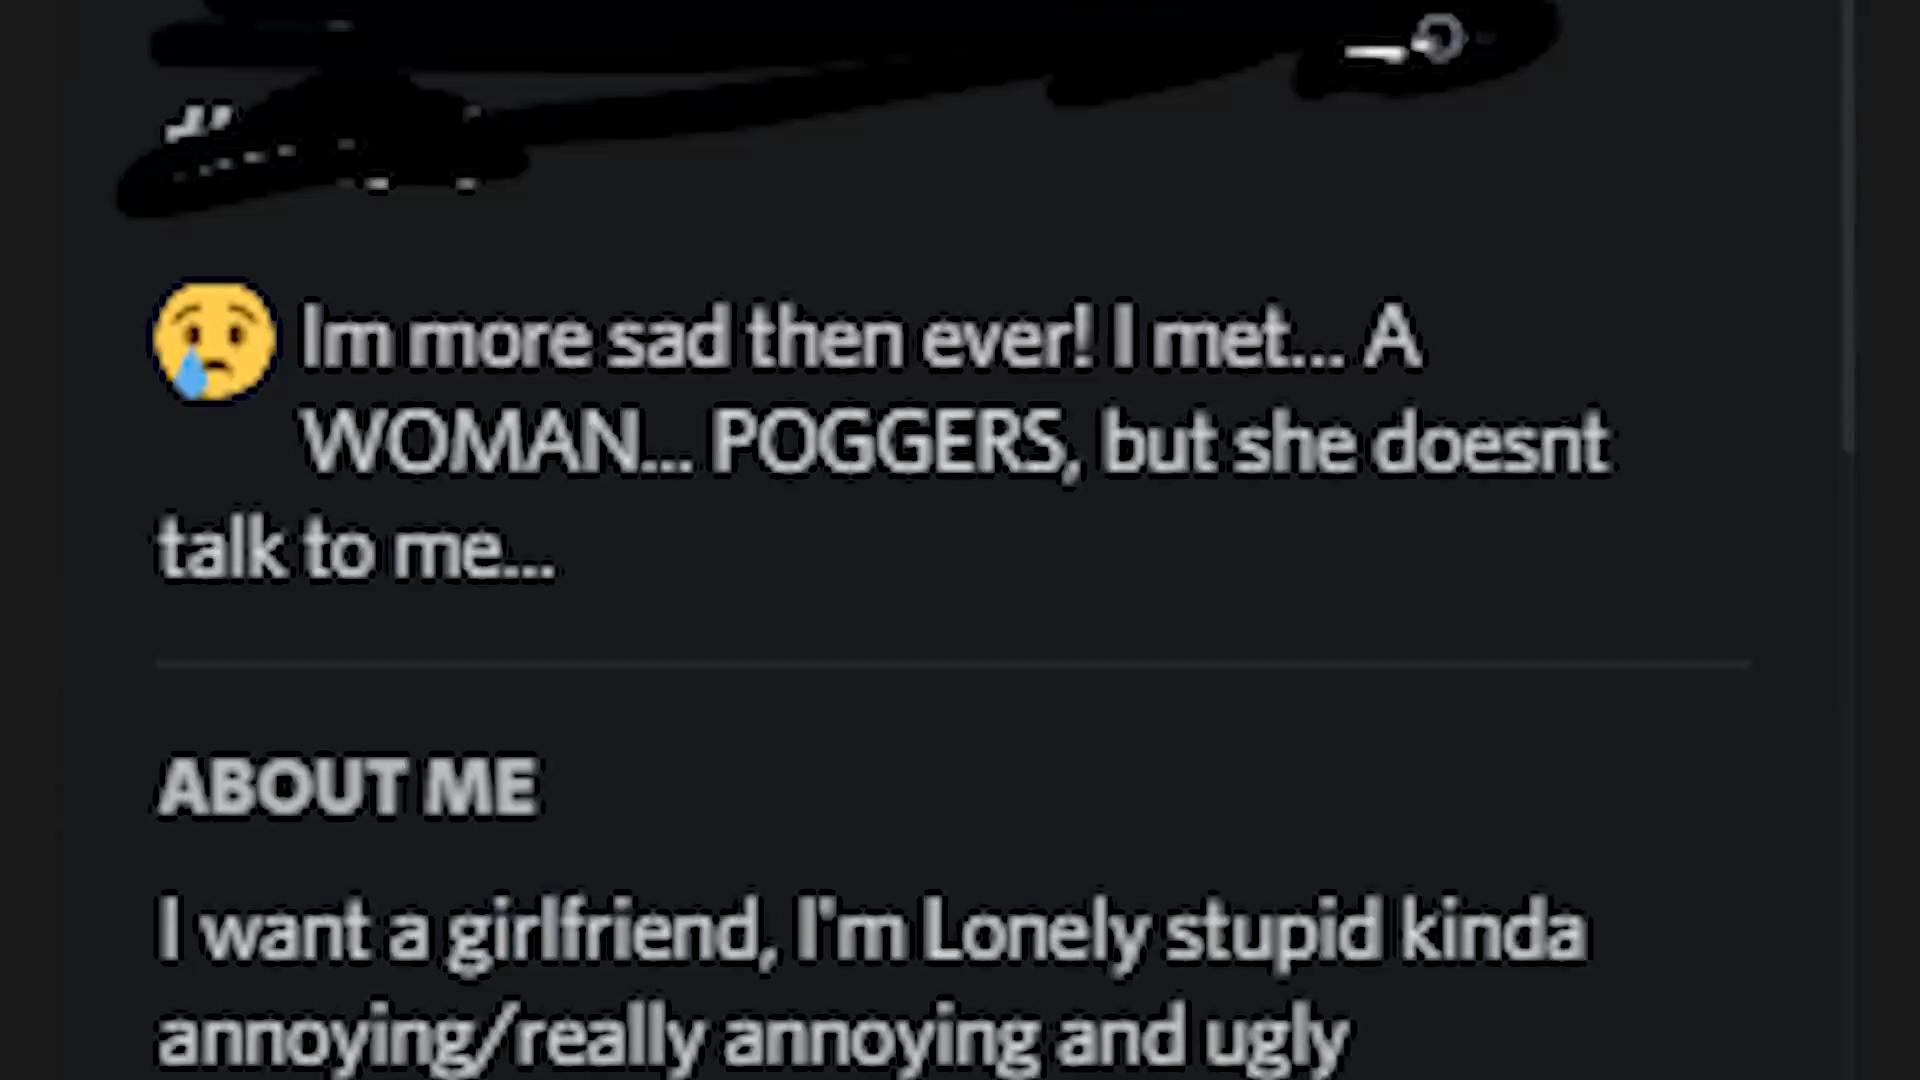 😢 Im more sad then ever! I met... A
WOMAN... POGGERS, but she doesnt
talk to me...
ABOUT ME
I want a girlfriend, I'm Lonely stupid kinda
annoying/really annoying and ugly